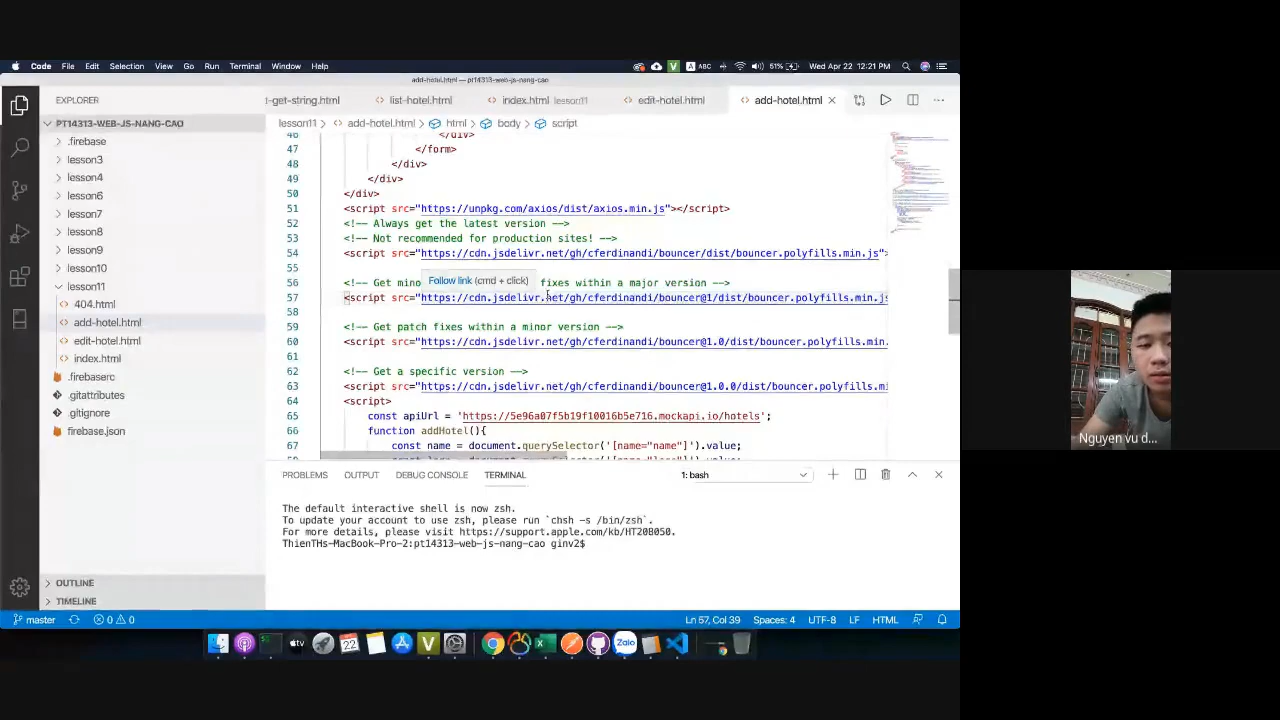 Code File Edit Selection View Go Run Terminal Window Help
V A ABC 51% Wed Apr 22 12:21 PM
add-hotel.html — pt14313-web-js-nang-cao
EXPLORER
t-get-string.html list-hotel.html index.html lesson11 edit-hotel.html add-hotel.html
PT14313-WEB-JS-NANG-CAO
lesson11 > add-hotel.html > html > body > script
.firebase
lesson3
lesson4
lesson6
lesson7
lesson8
lesson9
lesson10
lesson11
404.html
add-hotel.html
edit-hotel.html
index.html
.firebaserc
.gitattributes
.gitignore
firebase.json
46 </div>
47 </form>
48 </div>
49 </div>
50 </div>
51 <script src="https://unpkg.com/axios/dist/axios.min.js"></script>
52 <!-- Always get the latest version -->
53 <!-- Not recommended for production sites! -->
54 <script src="https://cdn.jsdelivr.net/gh/cferdinandi/bouncer/dist/bouncer.polyfills.min.js">
55
56 <!-- Get mino fixes within a major version -->
Follow link (cmd + click)
57 <script src="https://cdn.jsdelivr.net/gh/cferdinandi/bouncer@1/dist/bouncer.polyfills.min.js
58
59 <!-- Get patch fixes within a minor version -->
60 <script src="https://cdn.jsdelivr.net/gh/cferdinandi/bouncer@1.0/dist/bouncer.polyfills.min.
61
62 <!-- Get a specific version -->
63 <script src="https://cdn.jsdelivr.net/gh/cferdinandi/bouncer@1.0.0/dist/bouncer.polyfills.mi
64 <script>
65 const apiUrl = 'https://5e96a07f5b19f10016b5e716.mockapi.io/hotels';
66 function addHotel(){
67 const name = document.querySelector('[name="name"]').value;
PROBLEMS OUTPUT DEBUG CONSOLE TERMINAL 1: bash
The default interactive shell is now zsh.
To update your account to use zsh, please run `chsh -s /bin/zsh`.
For more details, please visit https://support.apple.com/kb/HT208050.
ThienTHs-MacBook-Pro-2:pt14313-web-js-nang-cao ginv2$
OUTLINE
TIMELINE
master 0 0 Ln 57, Col 39 Spaces: 4 UTF-8 LF HTML
22 V Zalo
Nguyen vu d...